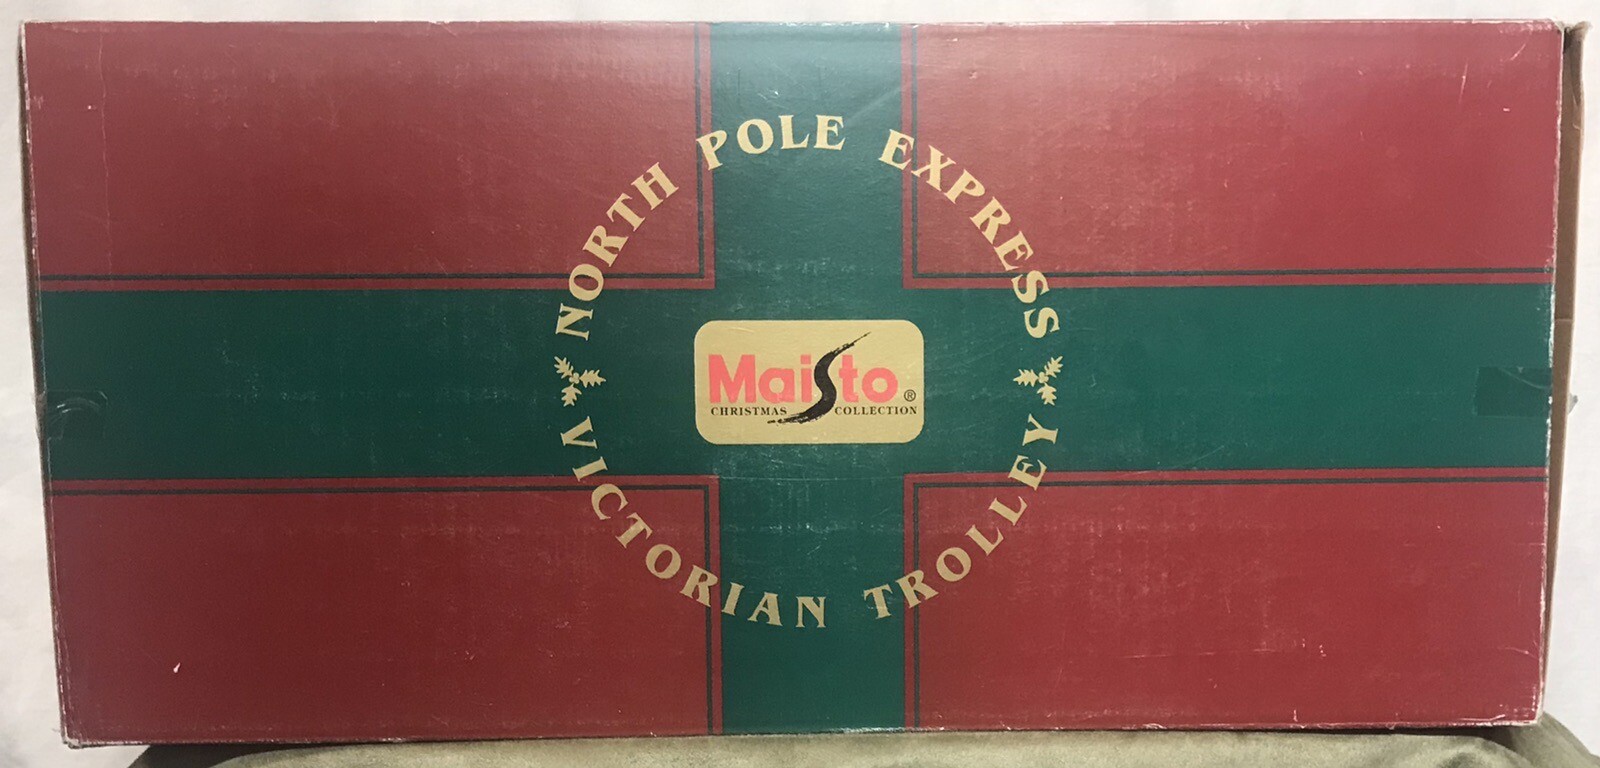 NORTH POLE EXPRESS
MaiSto®
CHRISTMAS COLLECTION
VICTORIAN TROLLEY